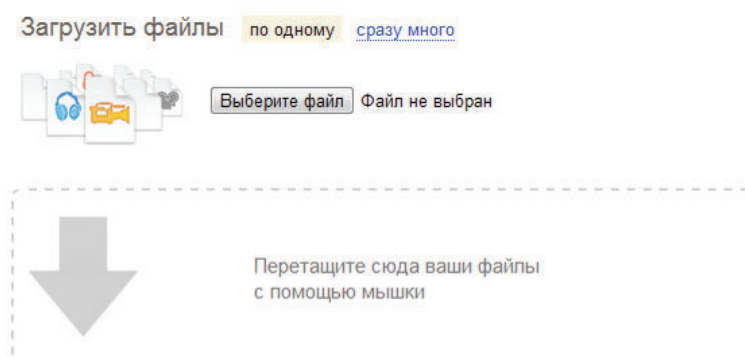 Загрузить файлы по одному сразу много
Выберите файл Файл не выбран
Перетащите сюда ваши файлы
с помощью мышки